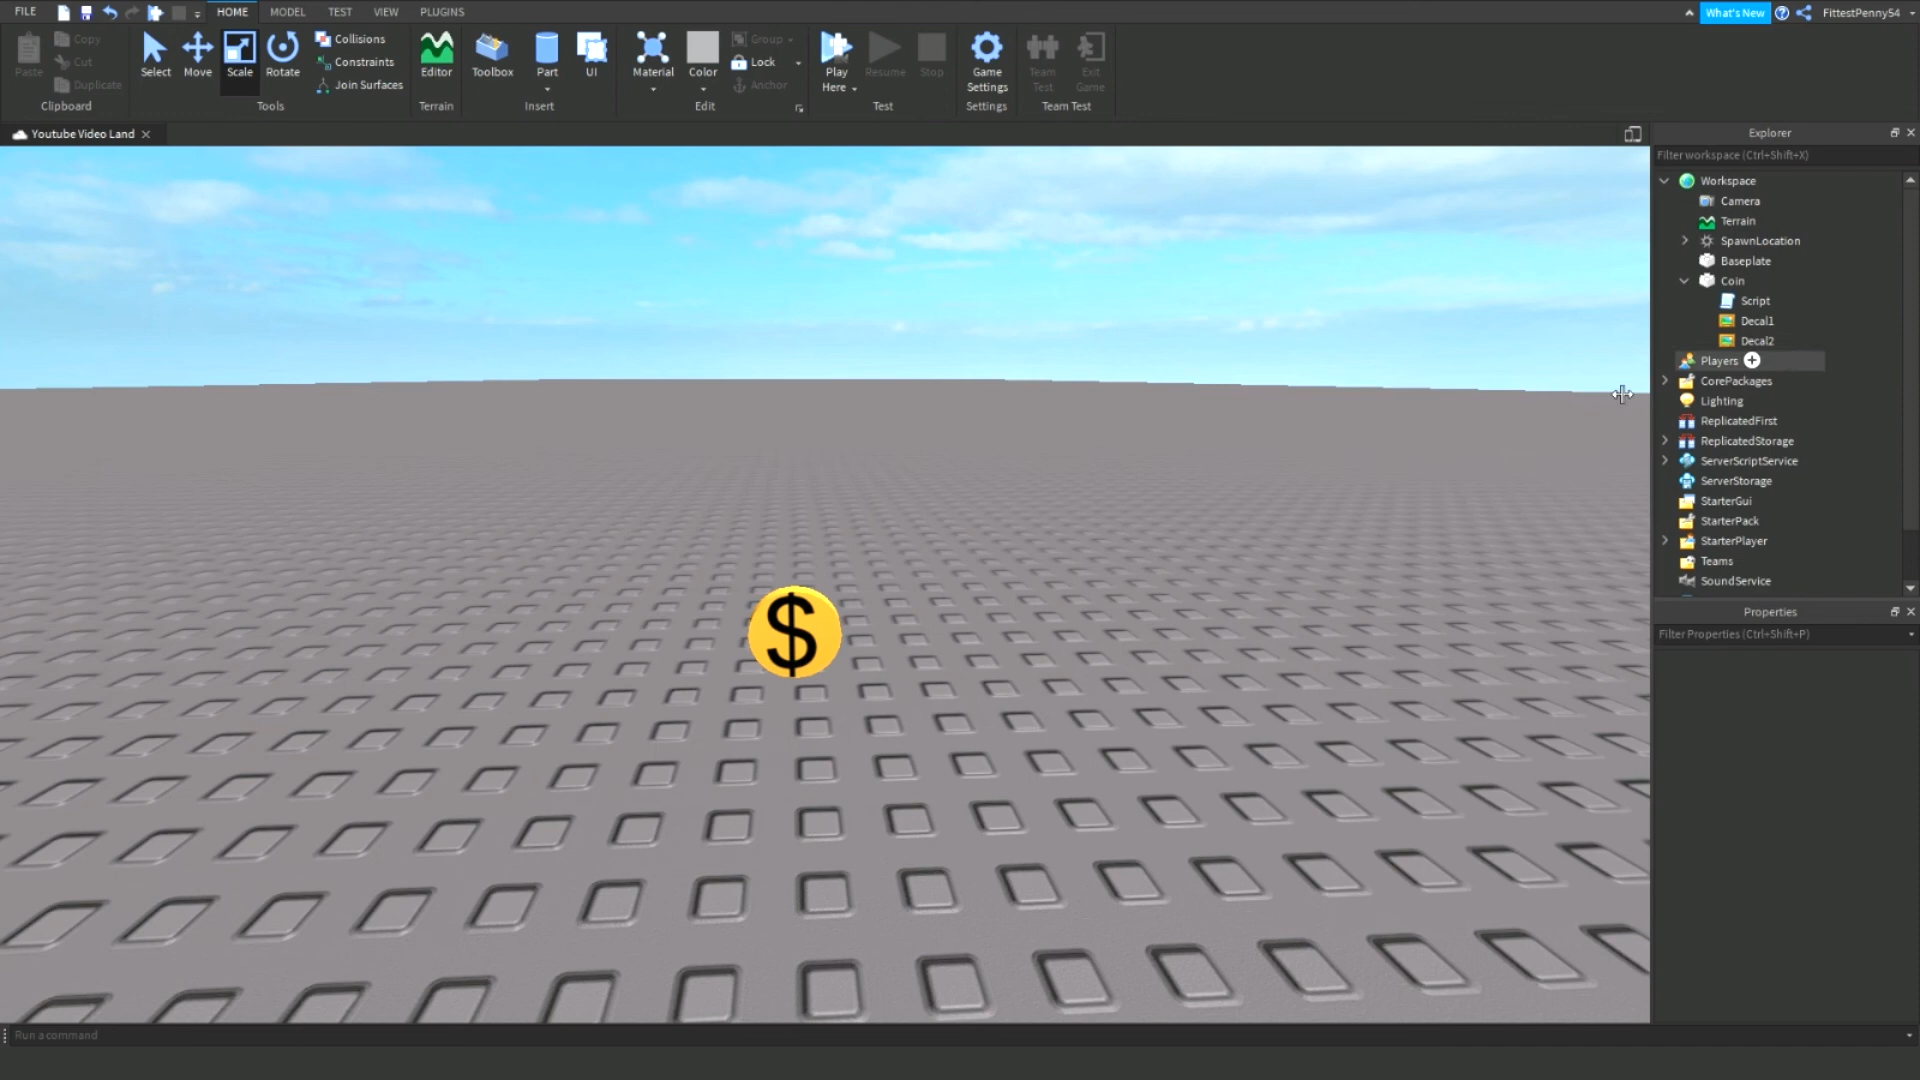 FILE HOME MODEL TEST VIEW PLUGINS What's New FittestPenny54
Paste Copy Cut Duplicate Clipboard
Select Move Scale Rotate Collisions Constraints Join Surfaces Tools
Editor Terrain
Toolbox Part UI Insert
Material Color Group Lock Anchor Edit
Play Here Resume Stop Test
Game Settings Settings
Team Test Exit Game Team Test
Youtube Video Land
Explorer
Filter workspace (Ctrl+Shift+X)
Workspace
Camera
Terrain
SpawnLocation
Baseplate
Coin
Script
Decal1
Decal2
Players
CorePackages
Lighting
ReplicatedFirst
ReplicatedStorage
ServerScriptService
ServerStorage
StarterGui
StarterPack
StarterPlayer
Teams
SoundService
Properties
Filter Properties (Ctrl+Shift+P)
$
Run a command